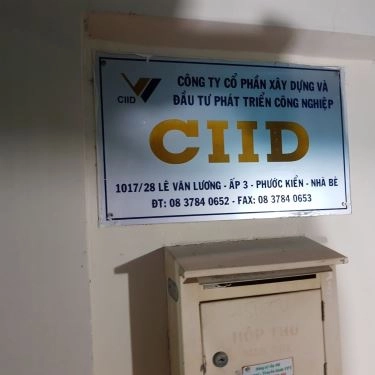 CIID
CÔNG TY CỔ PHẦN XÂY DỰNG VÀ
ĐẦU TƯ PHÁT TRIỂN CÔNG NGHIỆP
CIID
1017/28 LÊ VĂN LƯƠNG - ẤP 3 - PHƯỚC KIỂN - NHÀ BÈ
ĐT: 08 3784 0652 - FAX: 08 3784 0653
HỘP THƯ